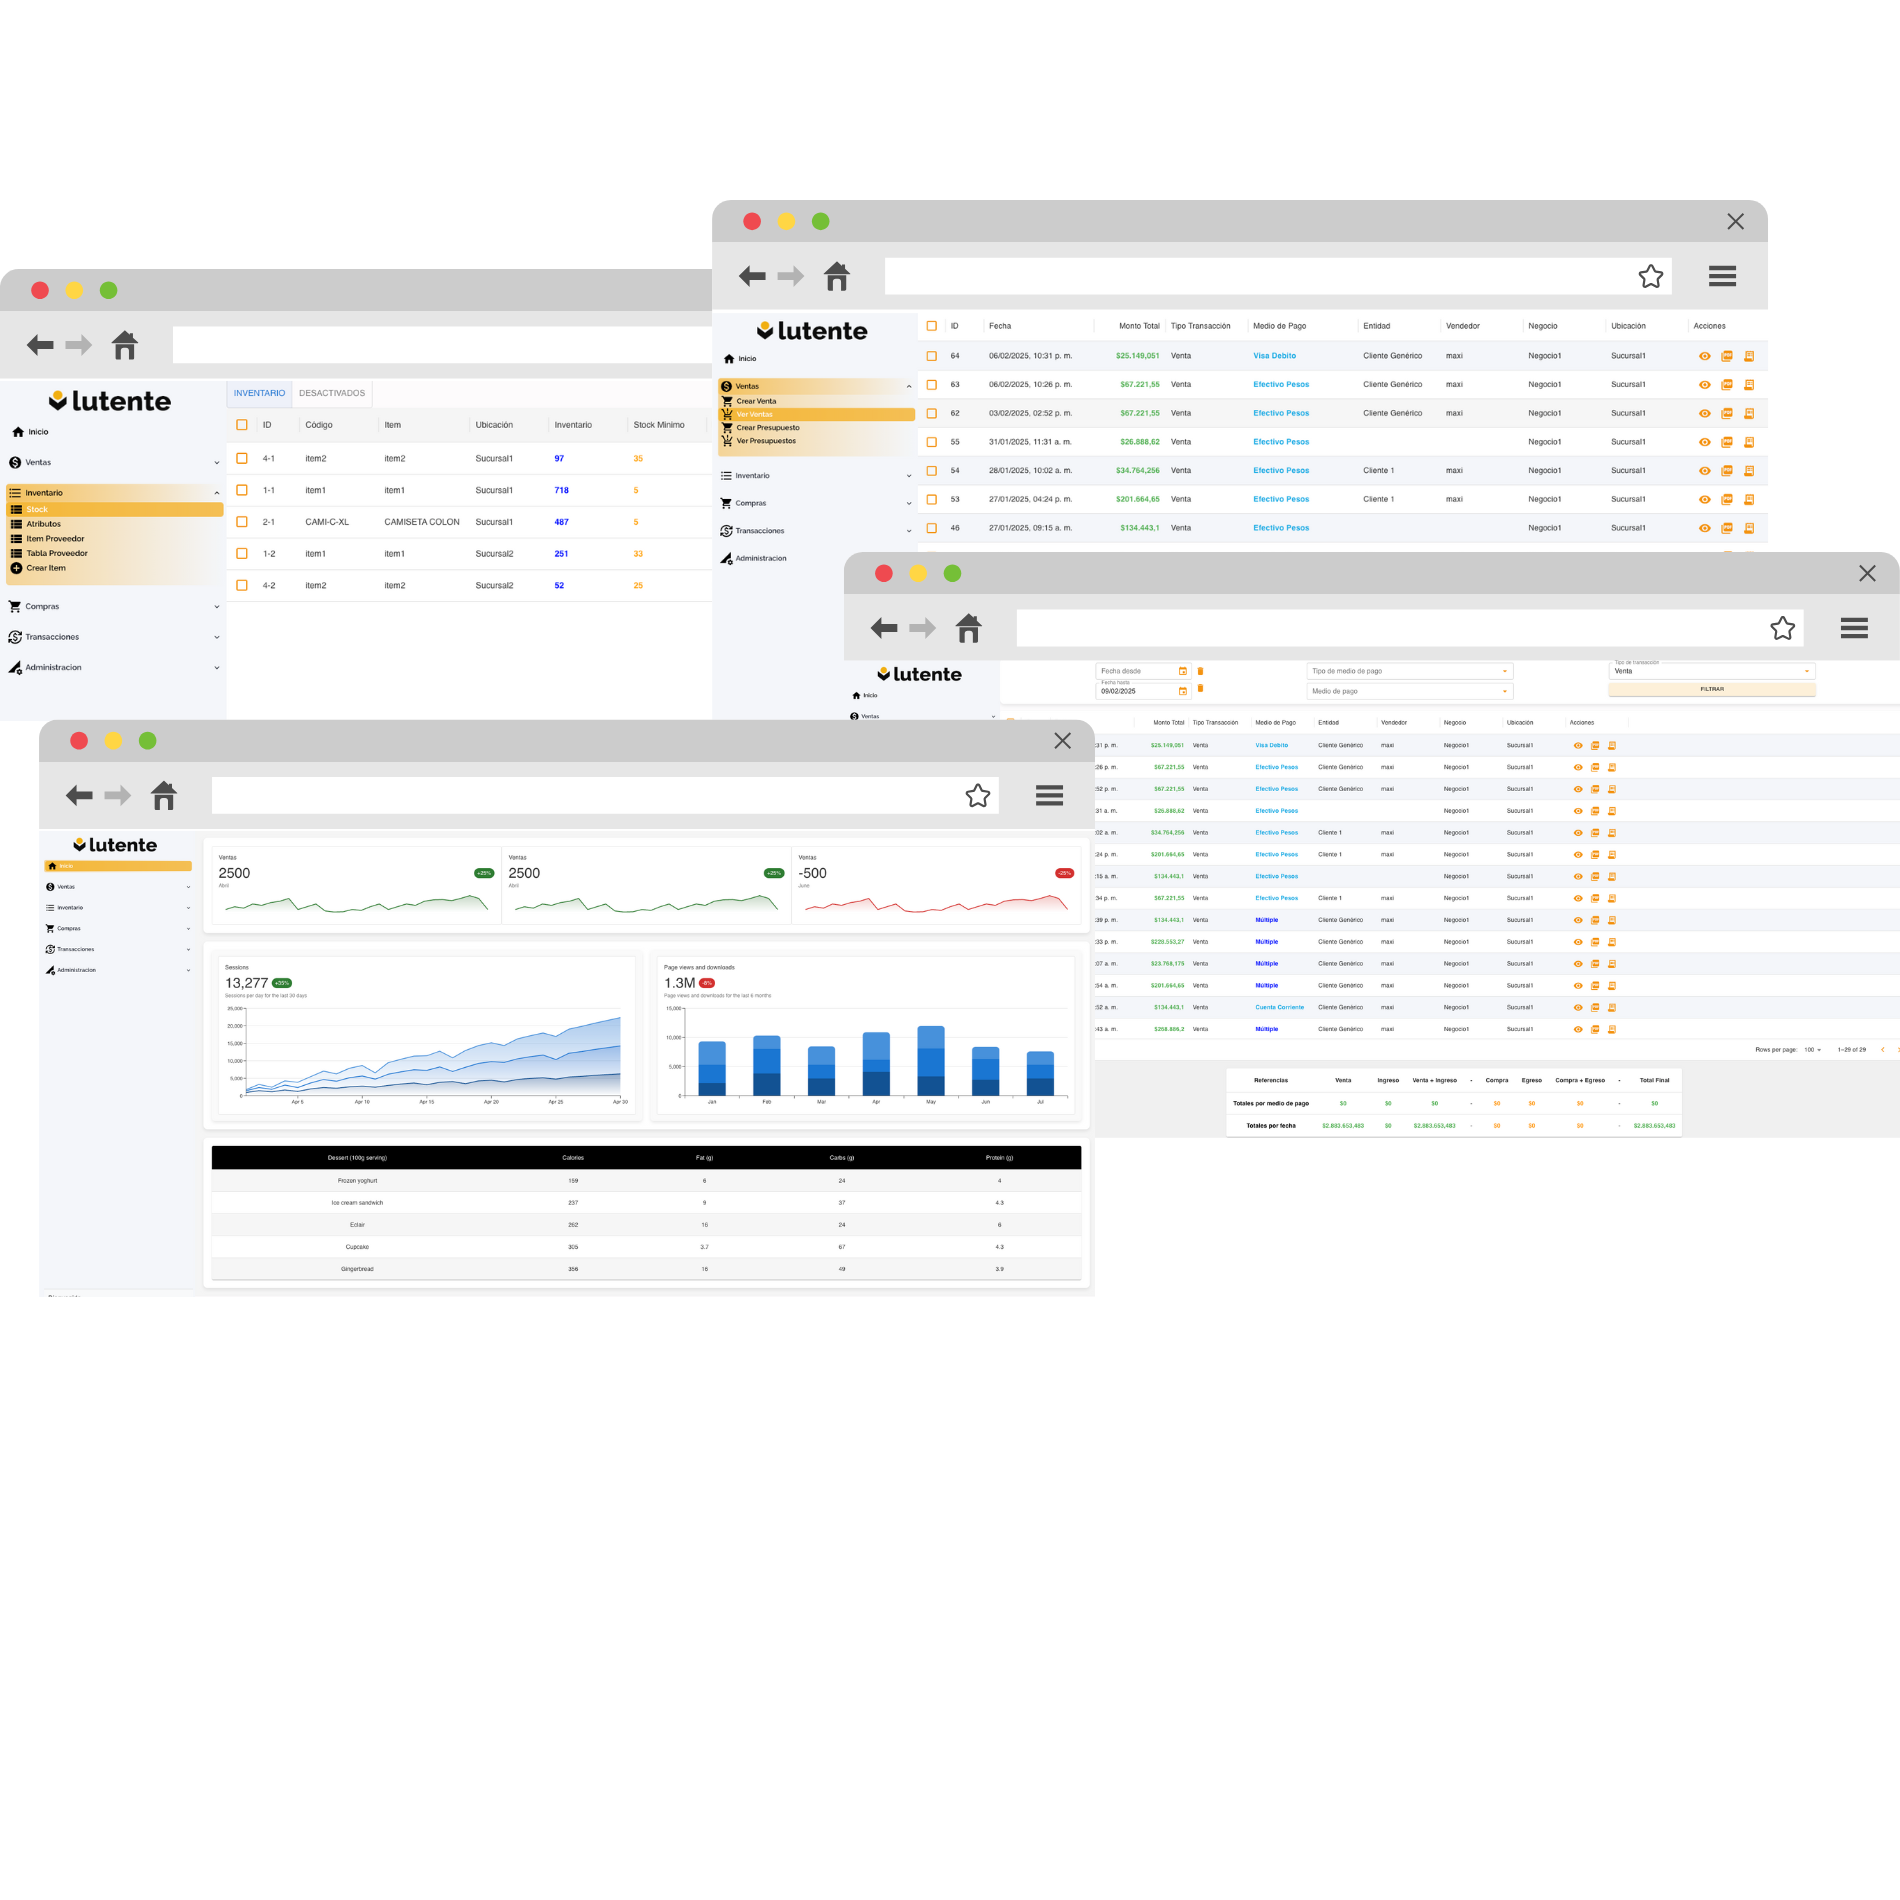 lutente
Inicio
Ventas
Inventario
Stock
Atributos
Item Proveedor
Tabla Proveedor
Crear Item
Compras
Transacciones
Administracion
INVENTARIO DESACTIVADOS
ID Código Item Ubicación Inventario Stock Minimo
4-1 item2 item2 Sucursal1 97 35
1-1 item1 item1 Sucursal1 718 5
2-1 CAMI-C-XL CAMISETA COLON Sucursal1 487 5
1-2 item1 item1 Sucursal2 251 33
4-2 item2 item2 Sucursal2 52 25
lutente
Inicio
Ventas
Crear Venta
Ver Ventas
Crear Presupuesto
Ver Presupuestos
Inventario
Compras
Transacciones
Administracion
ID Fecha Monto Total Tipo Transacción Medio de Pago Entidad Vendedor Negocio Ubicación Acciones
64 06/02/2025, 10:31 p. m. $25.149,051 Venta Visa Debito Cliente Genérico maxi Negocio1 Sucursal1
63 06/02/2025, 10:26 p. m. $67.221,55 Venta Efectivo Pesos Cliente Genérico maxi Negocio1 Sucursal1
62 03/02/2025, 02:52 p. m. $67.221,55 Venta Efectivo Pesos Cliente Genérico maxi Negocio1 Sucursal1
55 31/01/2025, 11:31 a. m. $26.888,62 Venta Efectivo Pesos Negocio1 Sucursal1
54 28/01/2025, 10:02 a. m. $34.764,256 Venta Efectivo Pesos Cliente 1 maxi Negocio1 Sucursal1
53 27/01/2025, 04:24 p. m. $201.664,65 Venta Efectivo Pesos Cliente 1 maxi Negocio1 Sucursal1
46 27/01/2025, 09:15 a. m. $134.443,1 Venta Efectivo Pesos Negocio1 Sucursal1
lutente
Inicio
Ventas
Fecha desde Tipo de medio de pago Tipo de transacción
Venta
Fecha hasta
09/02/2025 Medio de pago FILTRAR
Monto Total Tipo Transacción Medio de Pago Entidad Vendedor Negocio Ubicación Acciones
:31 p. m. $25.149,051 Venta Visa Debito Cliente Genérico maxi Negocio1 Sucursal1
:26 p. m. $67.221,55 Venta Efectivo Pesos Cliente Genérico maxi Negocio1 Sucursal1
:52 p. m. $67.221,55 Venta Efectivo Pesos Cliente Genérico maxi Negocio1 Sucursal1
:31 a. m. $26.888,62 Venta Efectivo Pesos Negocio1 Sucursal1
:02 a. m. $34.764,256 Venta Efectivo Pesos Cliente 1 maxi Negocio1 Sucursal1
:24 p. m. $201.664,65 Venta Efectivo Pesos Cliente 1 maxi Negocio1 Sucursal1
:15 a. m. $134.443,1 Venta Efectivo Pesos Negocio1 Sucursal1
:34 p. m. $67.221,55 Venta Efectivo Pesos Cliente 1 maxi Negocio1 Sucursal1
:39 p. m. $134.443,1 Venta Múltiple Cliente Genérico maxi Negocio1 Sucursal1
:33 p. m. $228.553,27 Venta Múltiple Cliente Genérico maxi Negocio1 Sucursal1
:07 a. m. $23.768,175 Venta Múltiple Cliente Genérico maxi Negocio1 Sucursal1
:54 a. m. $201.664,65 Venta Múltiple Cliente Genérico maxi Negocio1 Sucursal1
:52 a. m. $134.443,1 Venta Cuenta Corriente Cliente Genérico maxi Negocio1 Sucursal1
:43 a. m. $268.886,2 Venta Múltiple Cliente Genérico maxi Negocio1 Sucursal1
Rows per page: 100 1–29 of 29
Referencias Venta Ingreso Venta + Ingreso - Compra Egreso Compra + Egreso - Total Final
Totales por medio de pago $0 $0 $0 - $0 $0 $0 - $0
Totales por fecha $2.883.653,483 $0 $2.883.653,483 - $0 $0 $0 - $2.883.653,483
lutente
Inicio
Ventas
Inventario
Compras
Transacciones
Administracion
Ventas
2500 +25%
Abril
Ventas
2500 +25%
Abril
Ventas
-500 -25%
June
Sessions
13,277 +35%
Sessions per day for the last 30 days
25,000
20,000
15,000
10,000
5,000
0
Apr 5 Apr 10 Apr 15 Apr 20 Apr 25 Apr 30
Page views and downloads
1.3M -8%
Page views and downloads for the last 6 months
15,000
10,000
5,000
0
Jan Feb Mar Apr May Jun Jul
Dessert (100g serving) Calories Fat (g) Carbs (g) Protein (g)
Frozen yoghurt 159 6 24 4
Ice cream sandwich 237 9 37 4.3
Eclair 262 16 24 6
Cupcake 305 3.7 67 4.3
Gingerbread 356 16 49 3.9